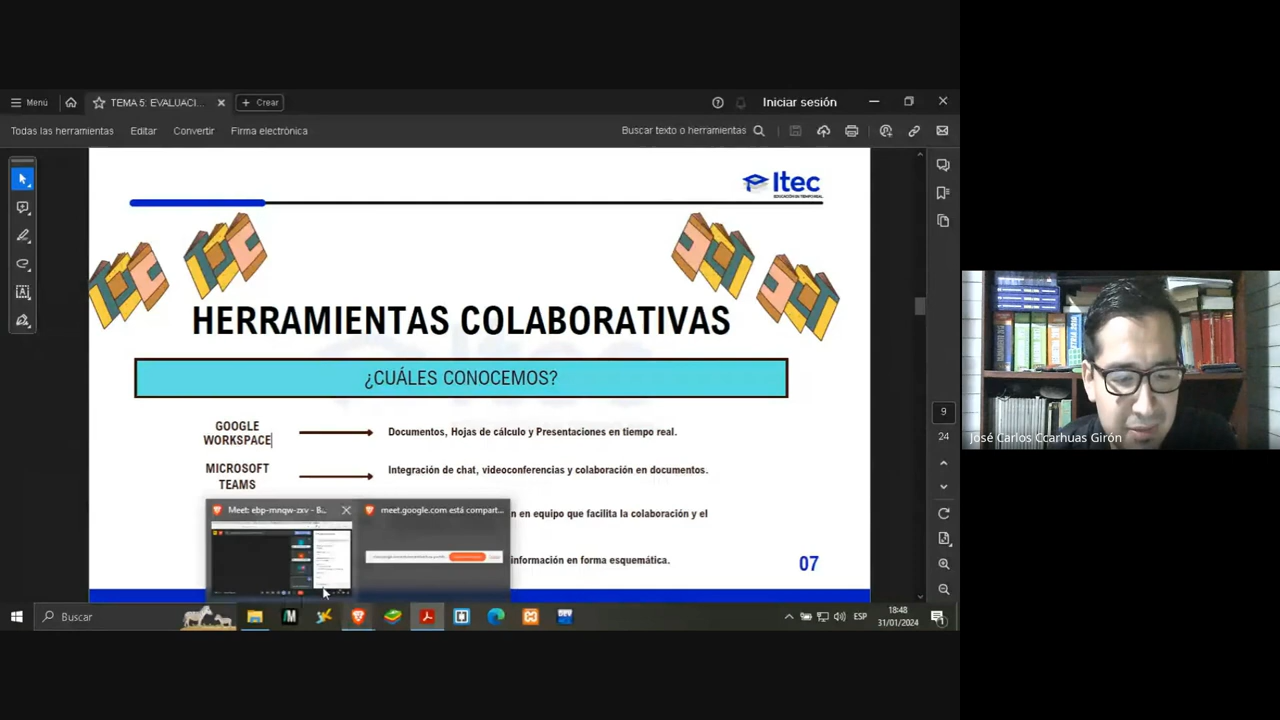 Menú
TEMA 5: EVALUACI...
Crear
Iniciar sesión
Todas las herramientas
Editar
Convertir
Firma electrónica
Buscar texto o herramientas
Itec
HERRAMIENTAS COLABORATIVAS
¿CUÁLES CONOCEMOS?
GOOGLE
WORKSPACE
Documentos, Hojas de cálculo y Presentaciones en tiempo real.
MICROSOFT
TEAMS
Integración de chat, videoconferencias y colaboración en documentos.
Meet: ebp-mnqw-zxv - B...
meet.google.com está compart...
n en equipo que facilita la colaboración y el
información en forma esquemática.
07
9
24
José Carlos Ccarhuas Girón
Buscar
ESP
18:48
31/01/2024